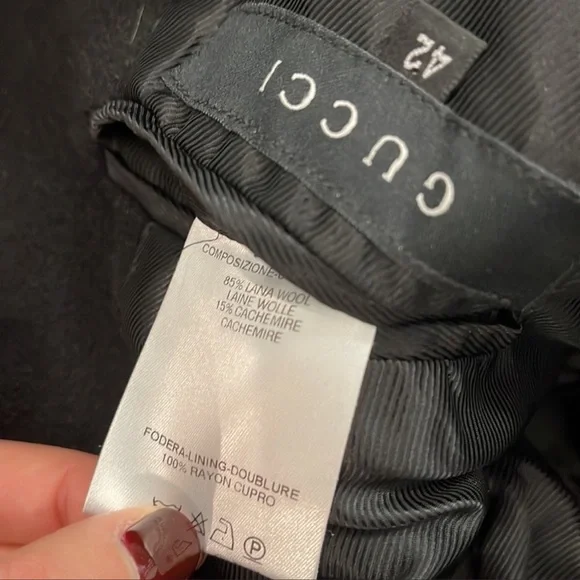 42
GUCCI
COMPOSIZIONE-
85% LANA WOOL
LAINE WOLLE
15% CACHEMIRE
CACHEMIRE
FODERA-LINING-DOUBLURE
100% RAYON CUPRO
P